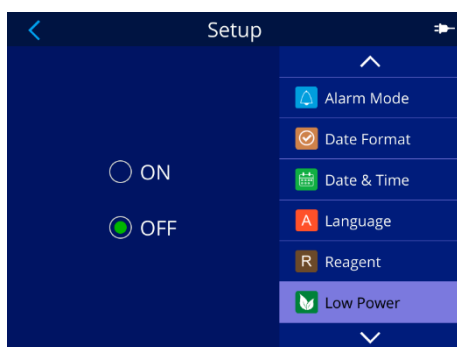 Setup
ON
OFF
Alarm Mode
Date Format
Date & Time
A Language
R Reagent
Low Power